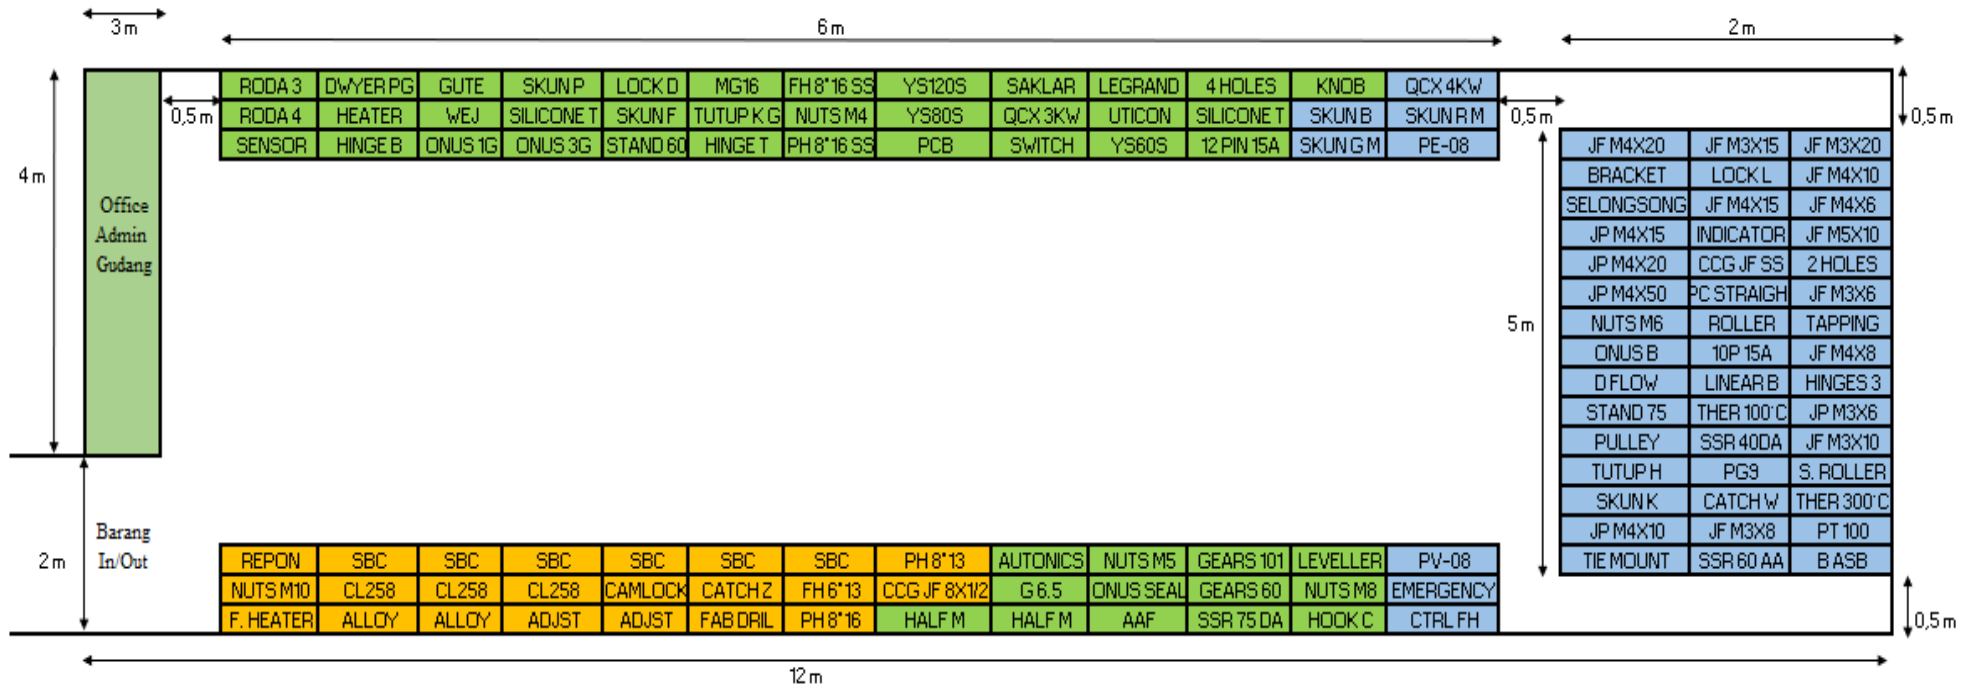 3 m
6 m
2 m
RODA 3 DWYER PG GUTE SKUN P LOCK D MG16 FH 8"16 SS YS120S SAKLAR LEGRAND 4 HOLES KNOB QCX 4KW
0,5 m RODA 4 HEATER WEJ SILICONE T SKUN F TUTUP K G NUTS M4 YS80S QCX 3KW UTICON SILICONE T SKUN B SKUN R M 0,5 m 0,5 m
SENSOR HINGE B ONUS 1G ONUS 3G STAND 60 HINGE T PH 8"16 SS PCB SWITCH YS60S 12 PIN 15A SKUN G M PE-08
4 m
Office
Admin
Gudang
JF M4X20 JF M3X15 JF M3X20
BRACKET LOCK L JF M4X10
SELONGSONG JF M4X15 JF M4X6
JP M4X15 INDICATOR JF M5X10
JP M4X20 CCG JF SS 2 HOLES
JP M4X50 PC STRAIGH JF M3X6
5 m NUTS M6 ROLLER TAPPING
ONUS B 10P 15A JF M4X8
D FLOW LINEAR B HINGES 3
STAND 75 THER 100°C JP M3X6
PULLEY SSR 40DA JF M3X10
TUTUP H PG9 S. ROLLER
SKUN K CATCH W THER 300°C
JP M4X10 JF M3X8 PT 100
TIE MOUNT SSR 60 AA B ASB
2 m
Barang
In/Out
REPON SBC SBC SBC SBC SBC SBC PH 8"13 AUTONICS NUTS M5 GEARS 101 LEVELLER PV-08
NUTS M10 CL258 CL258 CL258 CAMLOCK CATCH Z FH 6"13 CCG JF 8X1/2 G 6.5 ONUS SEAL GEARS 60 NUTS M8 EMERGENCY
F. HEATER ALLOY ALLOY ADJST ADJST FAB DRIL PH 8"16 HALF M HALF M AAF SSR 75 DA HOOK C CTRL FH
0,5 m
12 m